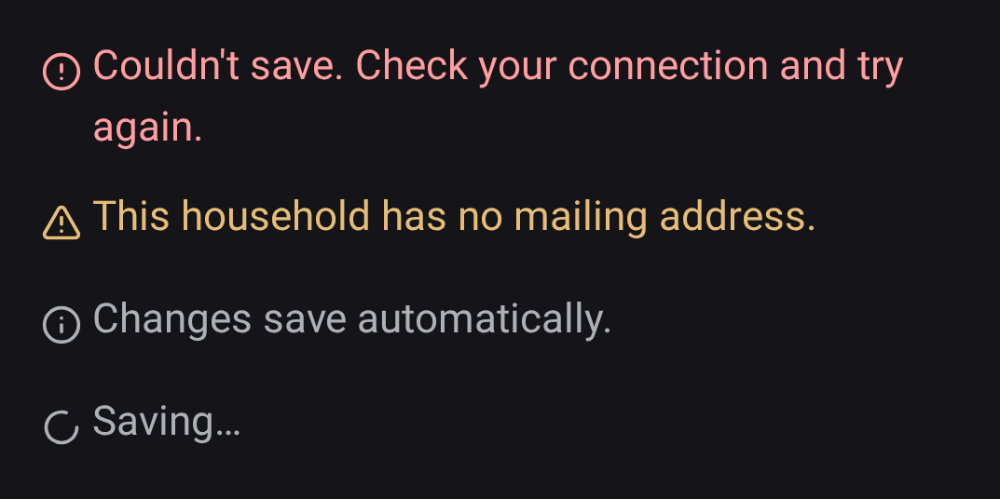 Couldn't save. Check your connection and try
again.
This household has no mailing address.
Changes save automatically.
Saving…